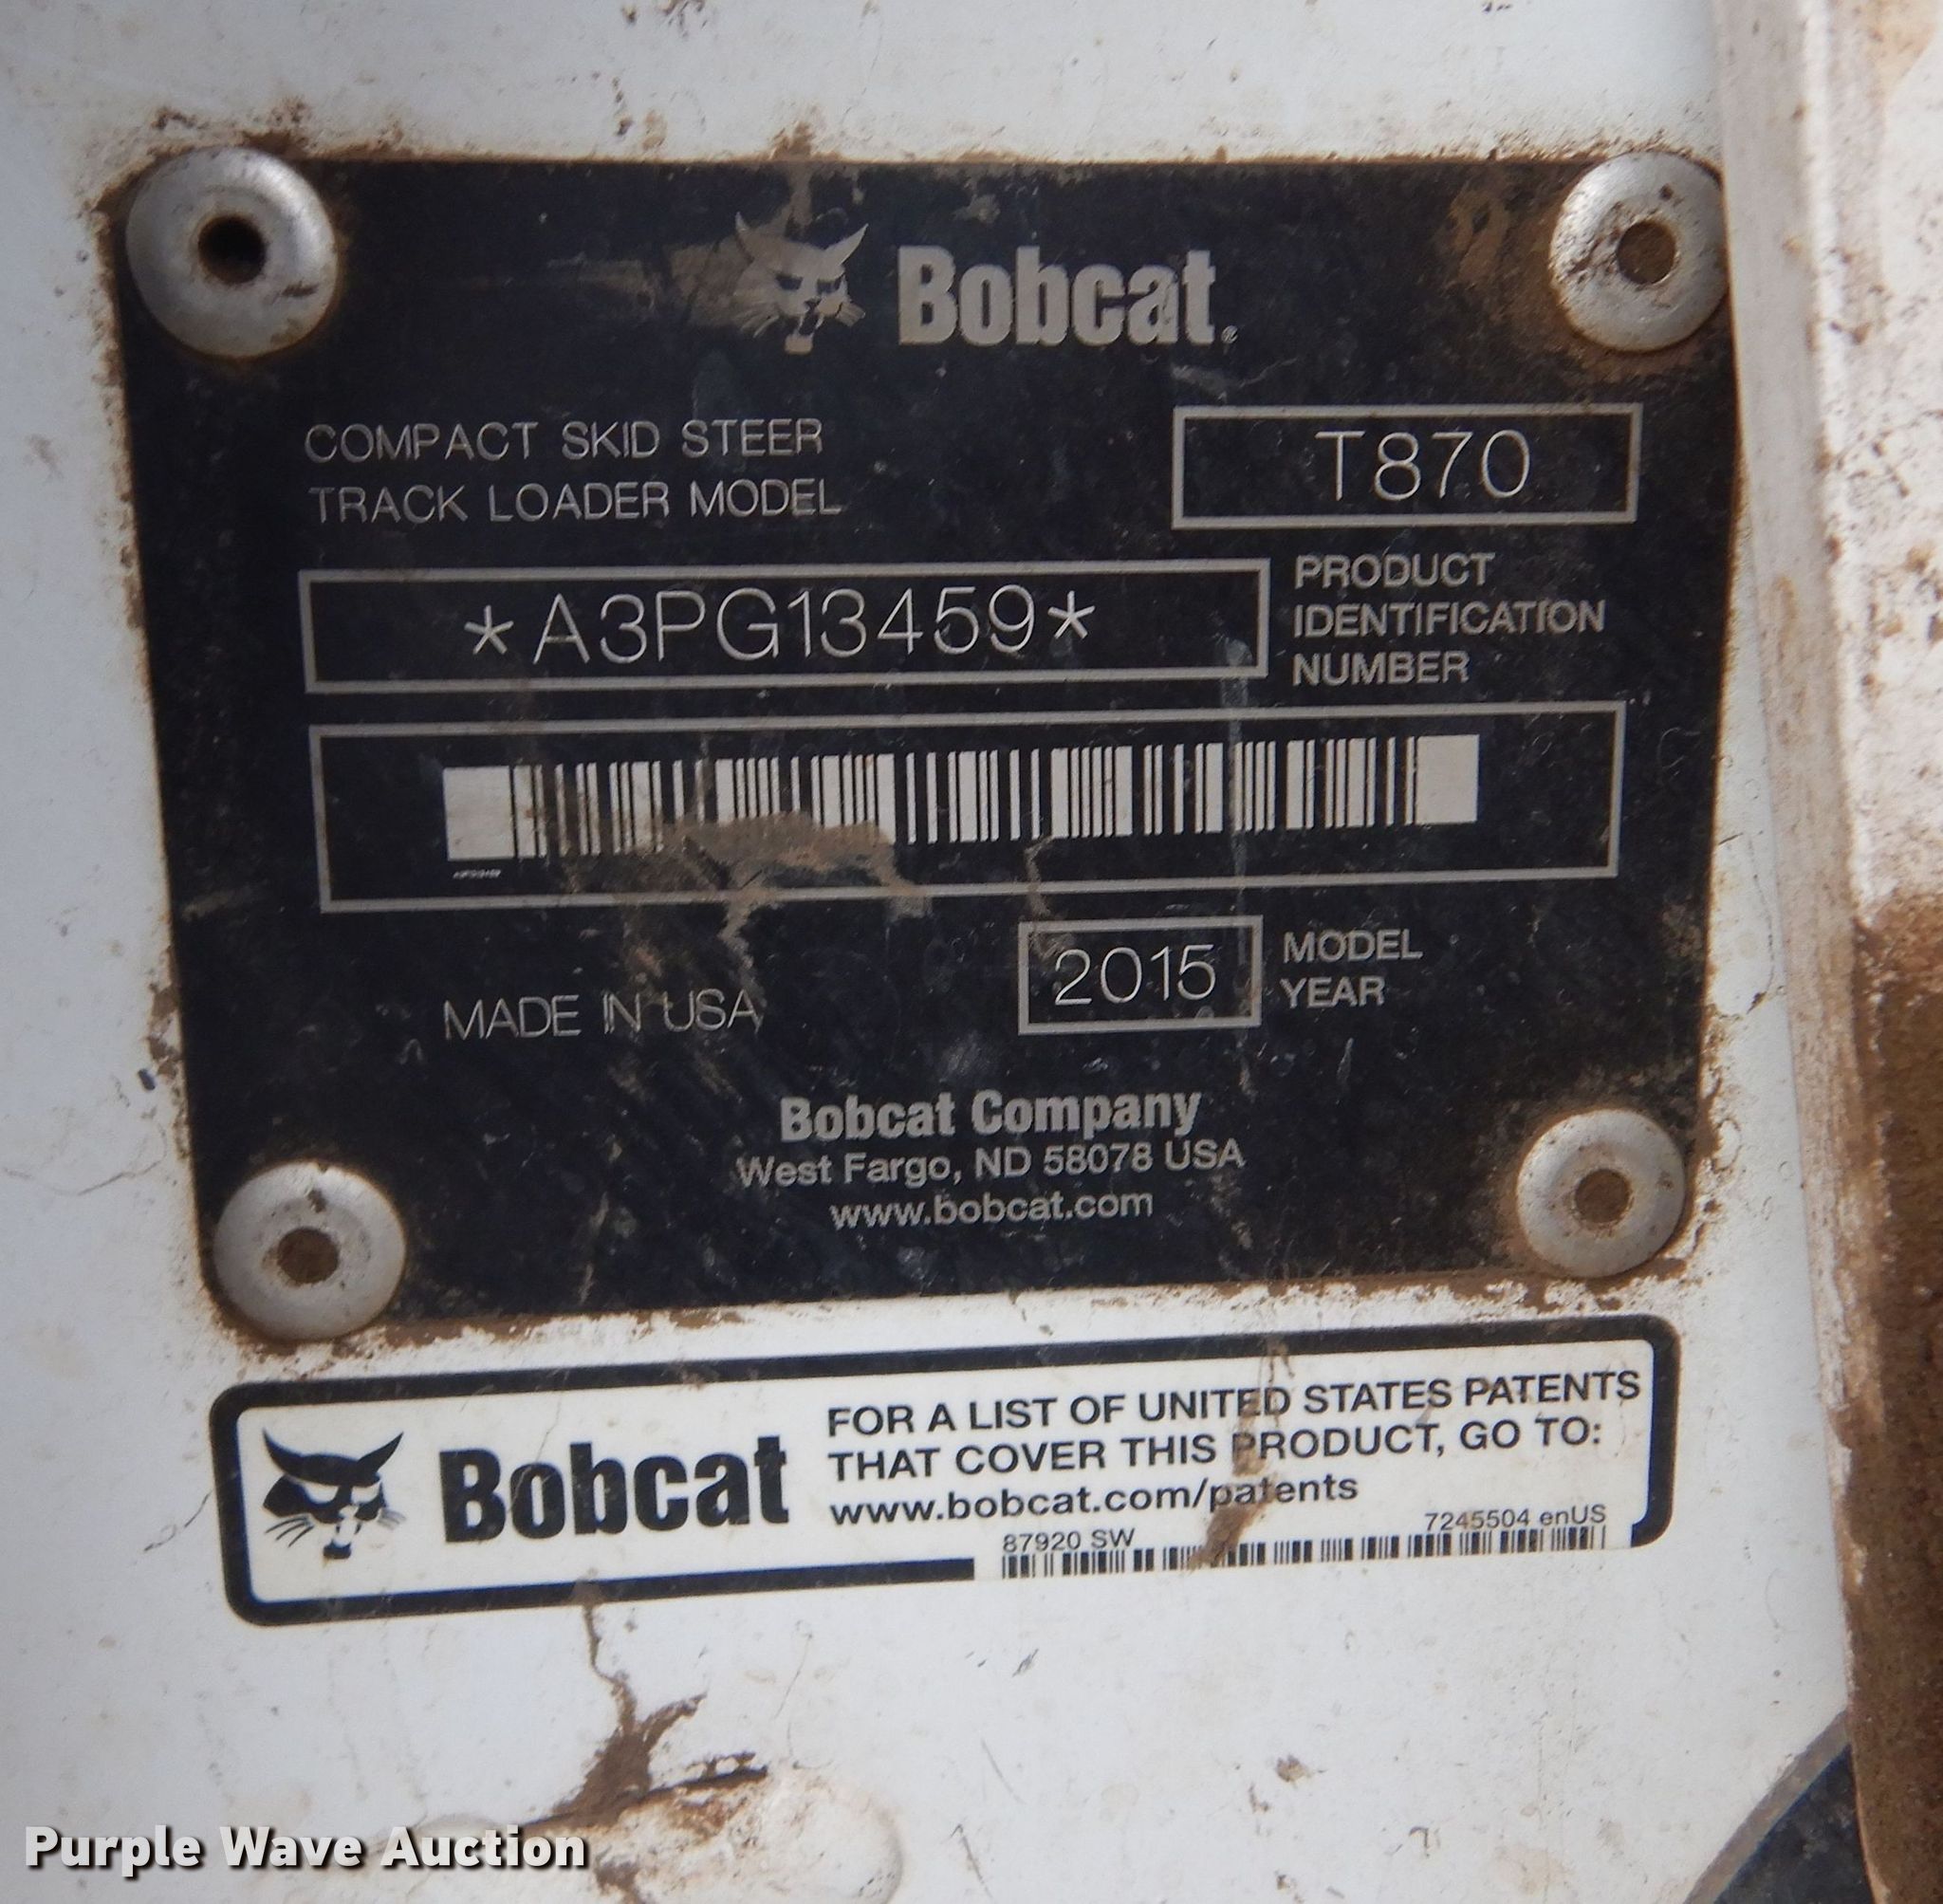 Bobcat
COMPACT SKID STEER
TRACK LOADER MODEL
T870
*A3PG13459*
PRODUCT
IDENTIFICATION
NUMBER
MADE IN USA
2015
MODEL
YEAR
Bobcat Company
West Fargo, ND 58078 USA
www.bobcat.com
Bobcat
FOR A LIST OF UNITED STATES PATENTS
THAT COVER THIS PRODUCT, GO TO:
www.bobcat.com/patents
87920 SW
7245504 enUS
Purple Wave Auction